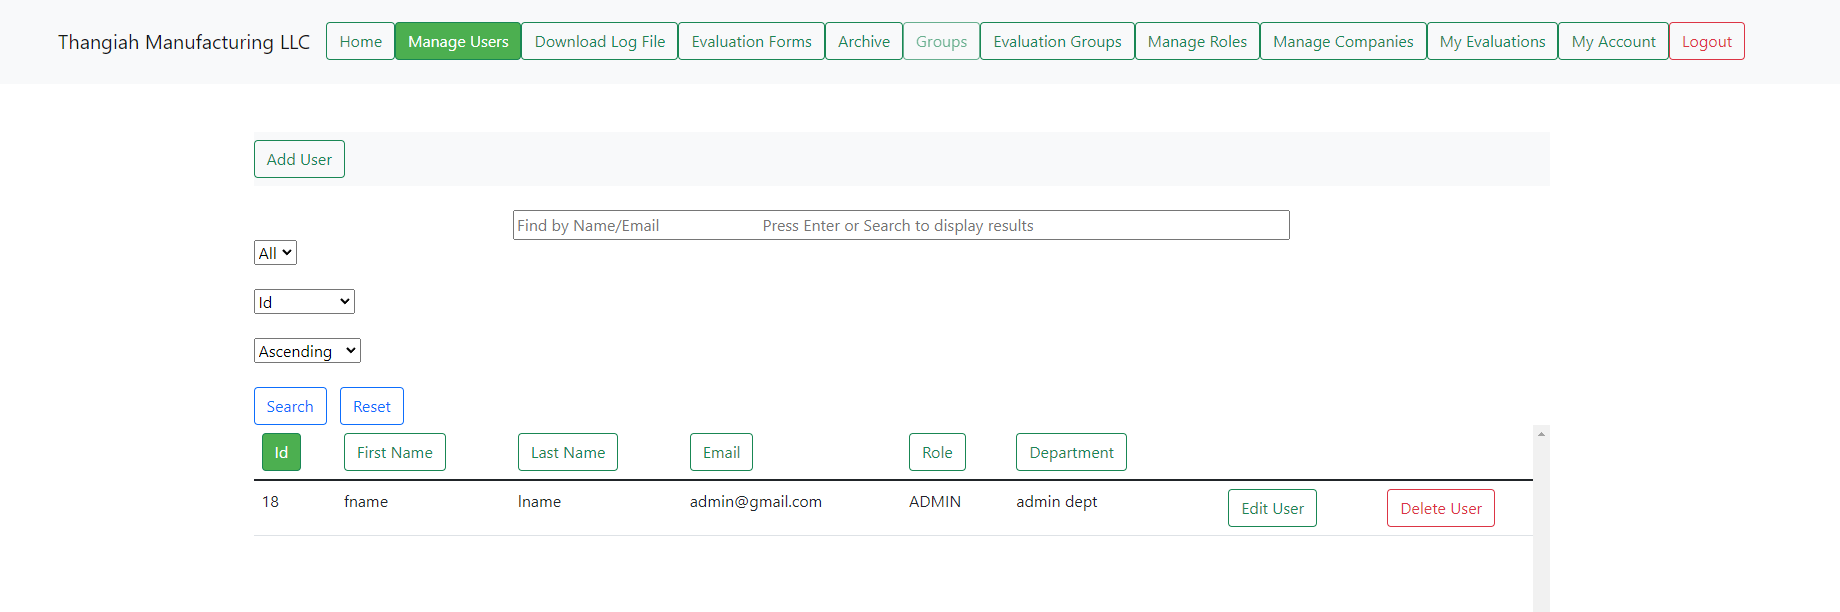 Thangiah Manufacturing LLC Home Manage Users Download Log File Evaluation Forms Archive Groups Evaluation Groups Manage Roles Manage Companies My Evaluations My Account Logout
Add User
Find by Name/Email Press Enter or Search to display results
All
Id
Ascending
Search Reset
Id First Name Last Name Email Role Department
18 fname lname admin@gmail.com ADMIN admin dept Edit User Delete User